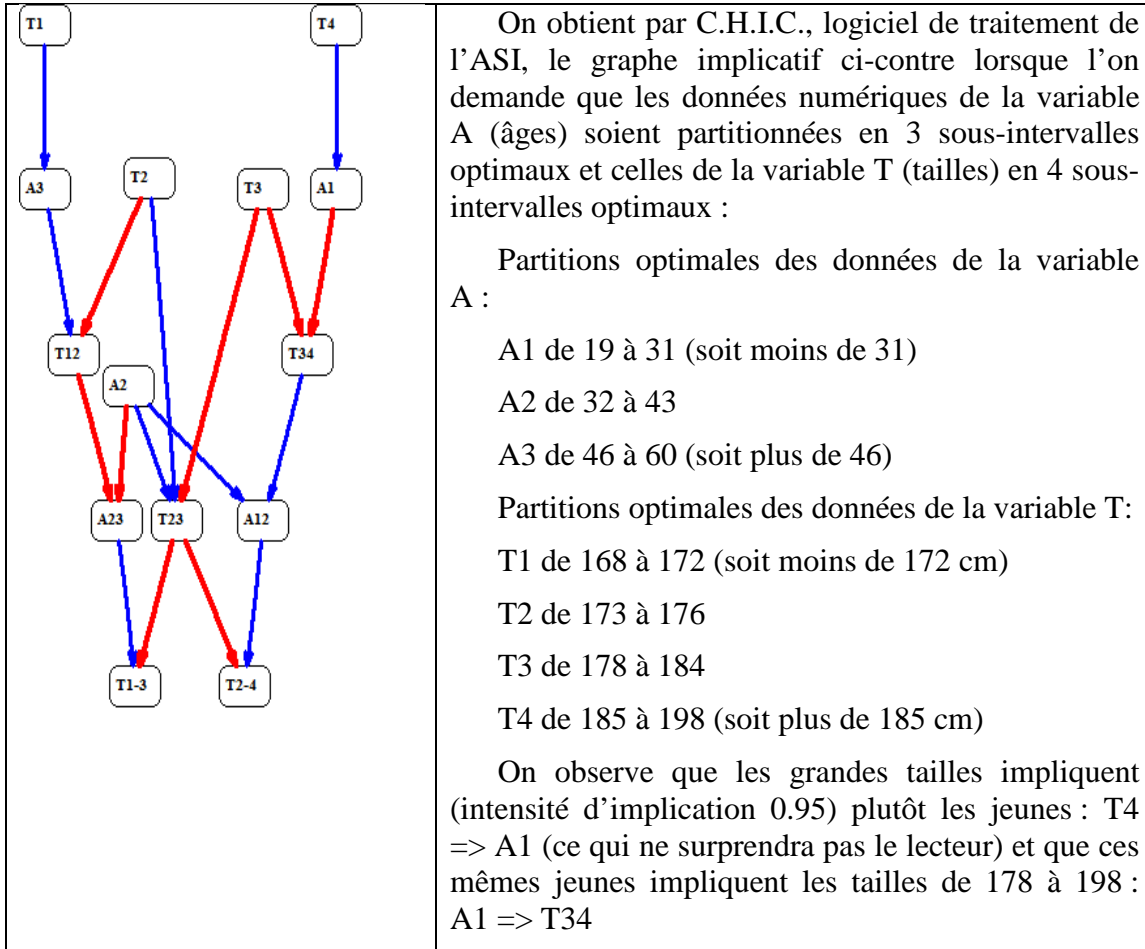 T1
T4
A3
T2
T3
A1
T12
T34
A2
A23
T23
A12
T1-3
T2-4
On obtient par C.H.I.C., logiciel de traitement de
l’ASI, le graphe implicatif ci-contre lorsque l’on
demande que les données numériques de la variable
A (âges) soient partitionnées en 3 sous-intervalles
optimaux et celles de la variable T (tailles) en 4 sous-
intervalles optimaux :
Partitions optimales des données de la variable
A :
A1 de 19 à 31 (soit moins de 31)
A2 de 32 à 43
A3 de 46 à 60 (soit plus de 46)
Partitions optimales des données de la variable T:
T1 de 168 à 172 (soit moins de 172 cm)
T2 de 173 à 176
T3 de 178 à 184
T4 de 185 à 198 (soit plus de 185 cm)
On observe que les grandes tailles impliquent
(intensité d’implication 0.95) plutôt les jeunes : T4
=> A1 (ce qui ne surprendra pas le lecteur) et que ces
mêmes jeunes impliquent les tailles de 178 à 198 :
A1 => T34